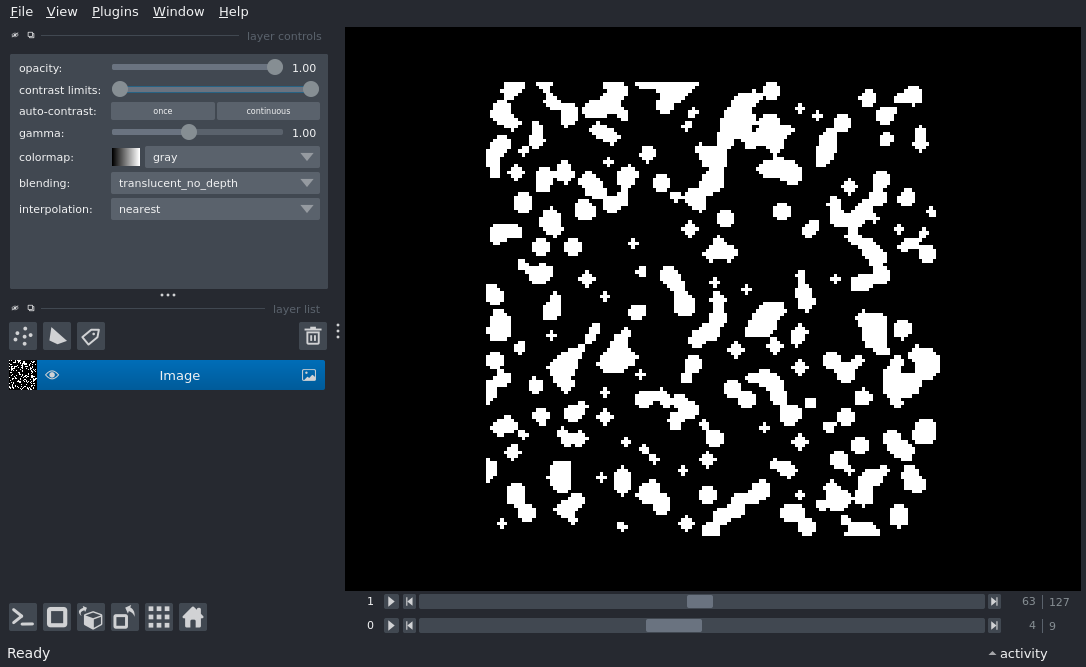 File View Plugins Window Help
layer controls
opacity: 1.00
contrast limits:
auto-contrast: once continuous
gamma: 1.00
colormap: gray
blending: translucent_no_depth
interpolation: nearest
layer list
Image
1 63 127
0 4 9
Ready activity